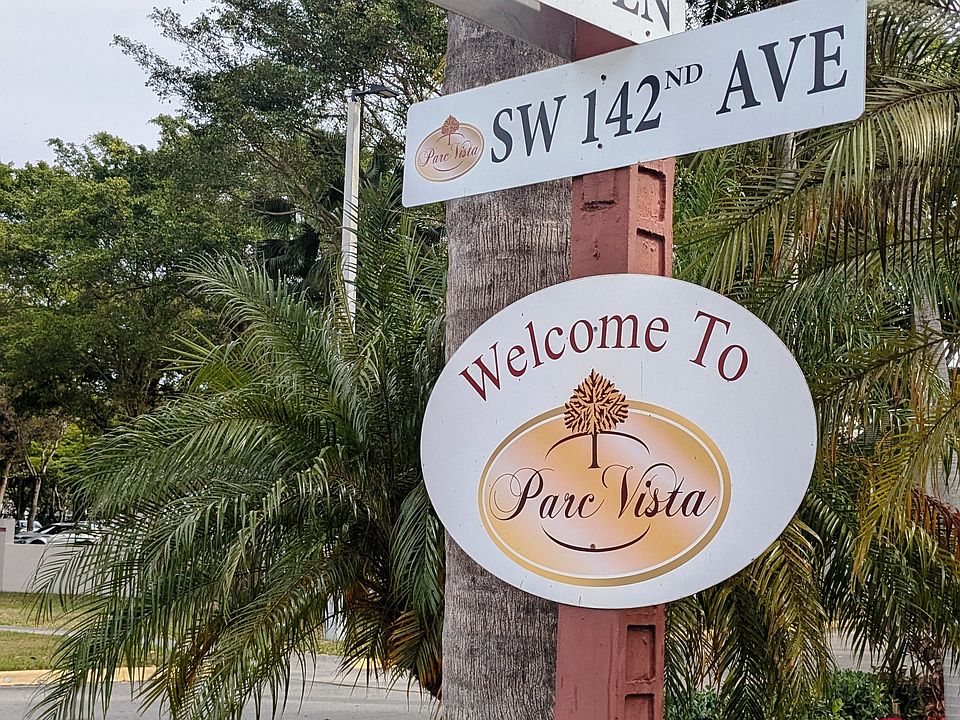 Parc Vista
SW 142ND AVE
Welcome To
Parc Vista